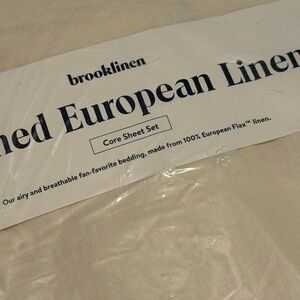 brooklinen
ned European Linen
Core Sheet Set
Our airy and breathable fan-favorite bedding, made from 100% European Flax™ linen.